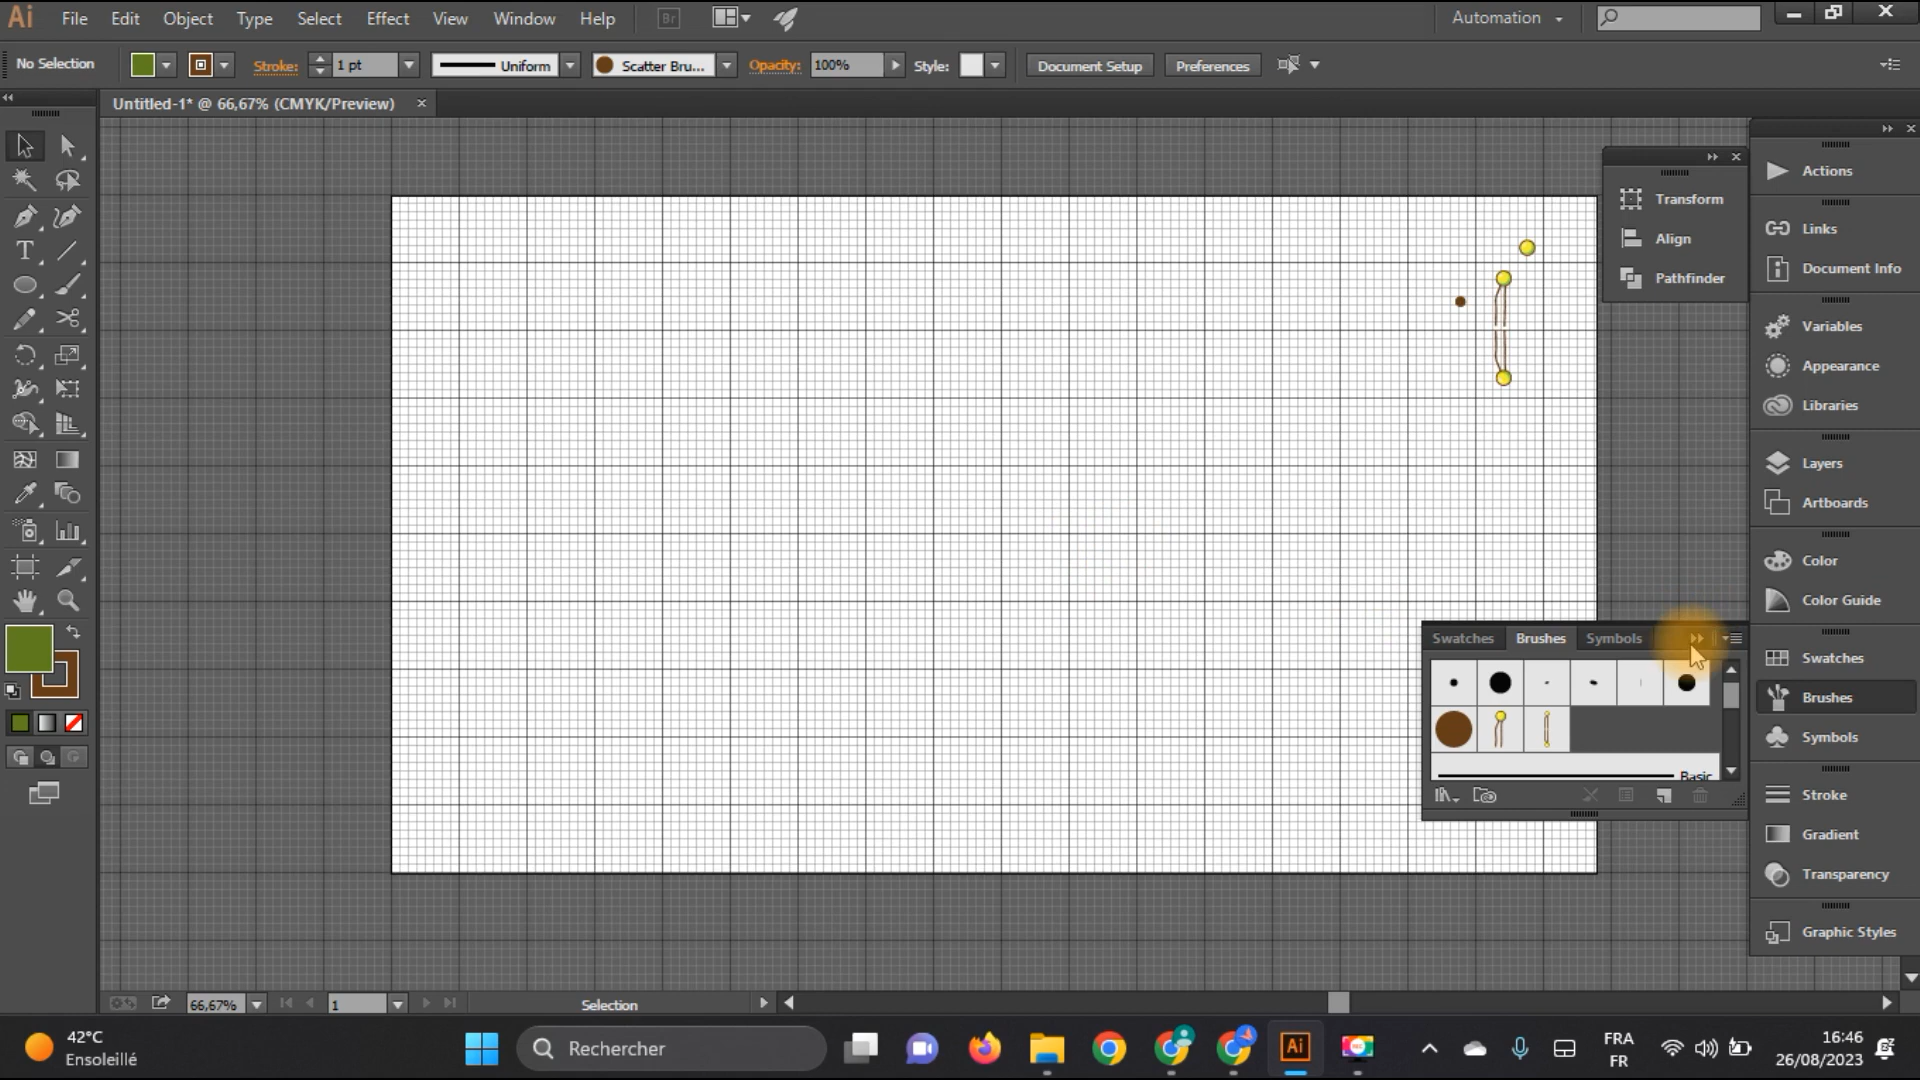 Ai File Edit Object Type Select Effect View Window Help Br Automation
No Selection Stroke: 1 pt Uniform Scatter Bru... Opacity: 100% Style: Document Setup Preferences
Untitled-1* @ 66,67% (CMYK/Preview)
Actions
Transform
Links
Align
Document Info
Pathfinder
Variables
Appearance
Libraries
Layers
Artboards
Color
Color Guide
Swatches Brushes Symbols
Swatches
Brushes
Symbols
Basic
Stroke
Gradient
Transparency
Graphic Styles
66,67% 1 Selection
42°C
Ensoleillé
Rechercher
Ai
FRA
FR
16:46
26/08/2023